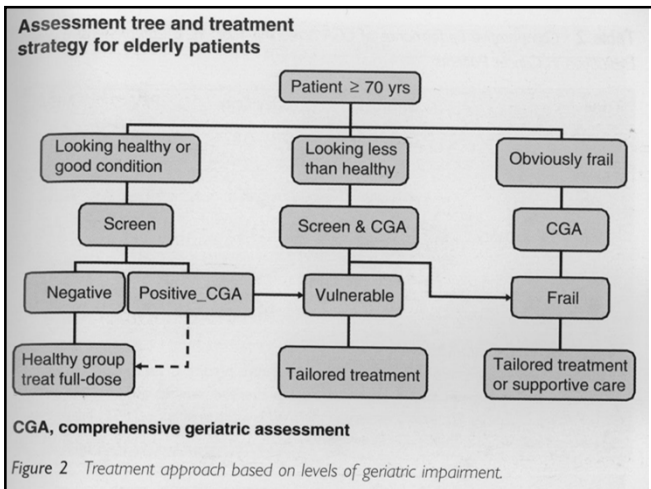 Assessment tree and treatment
strategy for elderly patients
Patient ≥ 70 yrs
Looking healthy or
good condition
Looking less
than healthy
Obviously frail
Screen
Screen & CGA
CGA
Negative
Positive_CGA
Vulnerable
Frail
Healthy group
treat full-dose
Tailored treatment
Tailored treatment
or supportive care
CGA, comprehensive geriatric assessment
Figure 2 Treatment approach based on levels of geriatric impairment.